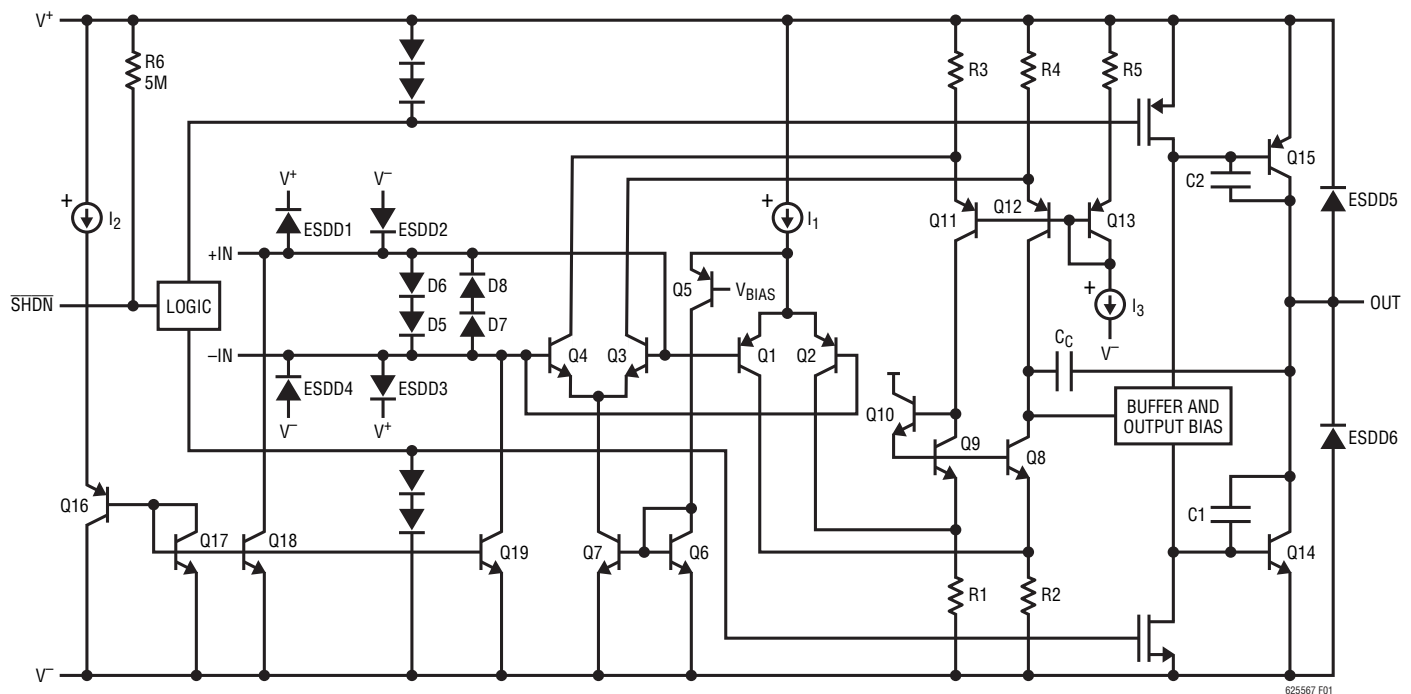 V+
R6
5M
R3
R4
R5
Q15
C2
V+
V−
+
I2
+
I1
Q11
Q12
Q13
ESDD5
ESDD1
ESDD2
+IN
D6
D8
Q5
VBIAS
+
I3
SHDN
LOGIC
OUT
D5
D7
–IN
Q4
Q3
Q1
Q2
V−
CC
ESDD4
ESDD3
V−
V+
Q10
BUFFER AND
OUTPUT BIAS
Q9
Q8
ESDD6
Q16
C1
Q17
Q18
Q19
Q7
Q6
Q14
R1
R2
V−
625567 F01